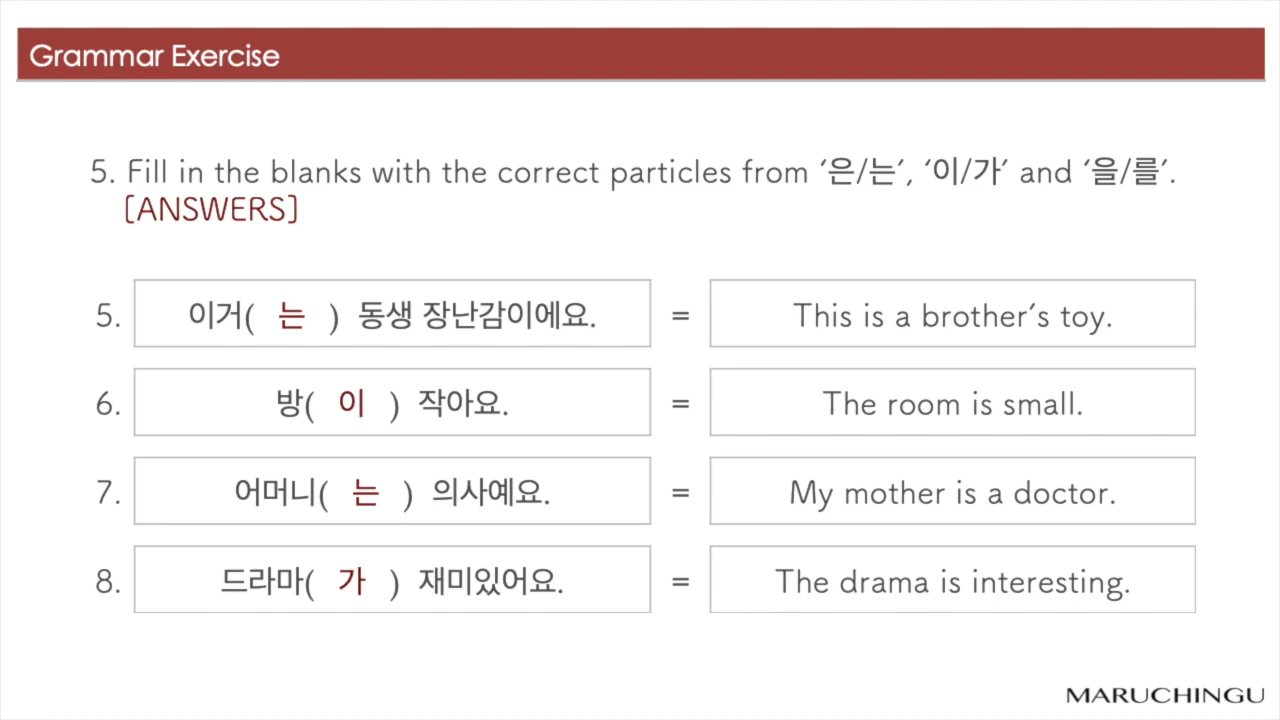 Grammar Exercise
5. Fill in the blanks with the correct particles from ‘은/는’, ‘이/가’ and ‘을/를’.
[ANSWERS]
5. 이거( 는 ) 동생 장난감이에요. = This is a brother’s toy.
6. 방( 이 ) 작아요. = The room is small.
7. 어머니( 는 ) 의사예요. = My mother is a doctor.
8. 드라마( 가 ) 재미있어요. = The drama is interesting.
MARUCHINGU